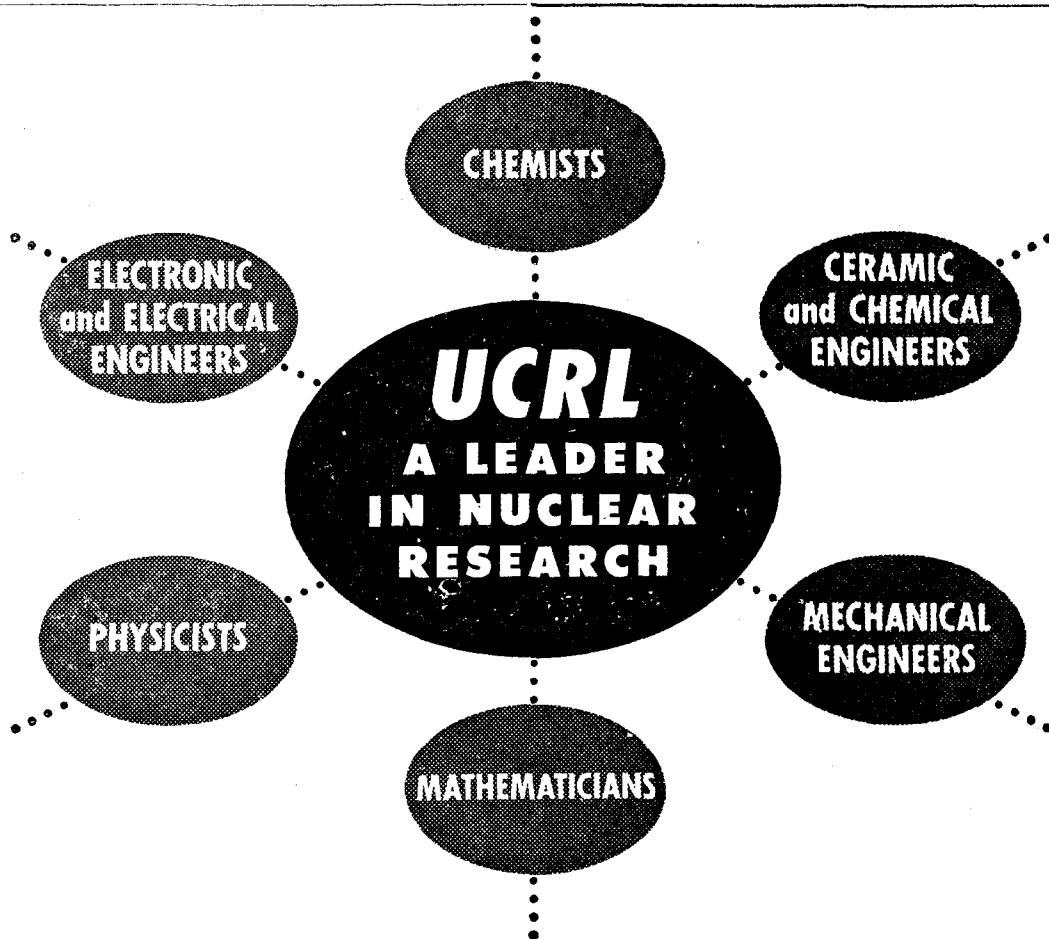 CHEMISTS
ELECTRONIC
and ELECTRICAL
ENGINEERS
CERAMIC
and CHEMICAL
ENGINEERS
UCRL
A LEADER
IN NUCLEAR
RESEARCH
PHYSICISTS
MECHANICAL
ENGINEERS
MATHEMATICIANS